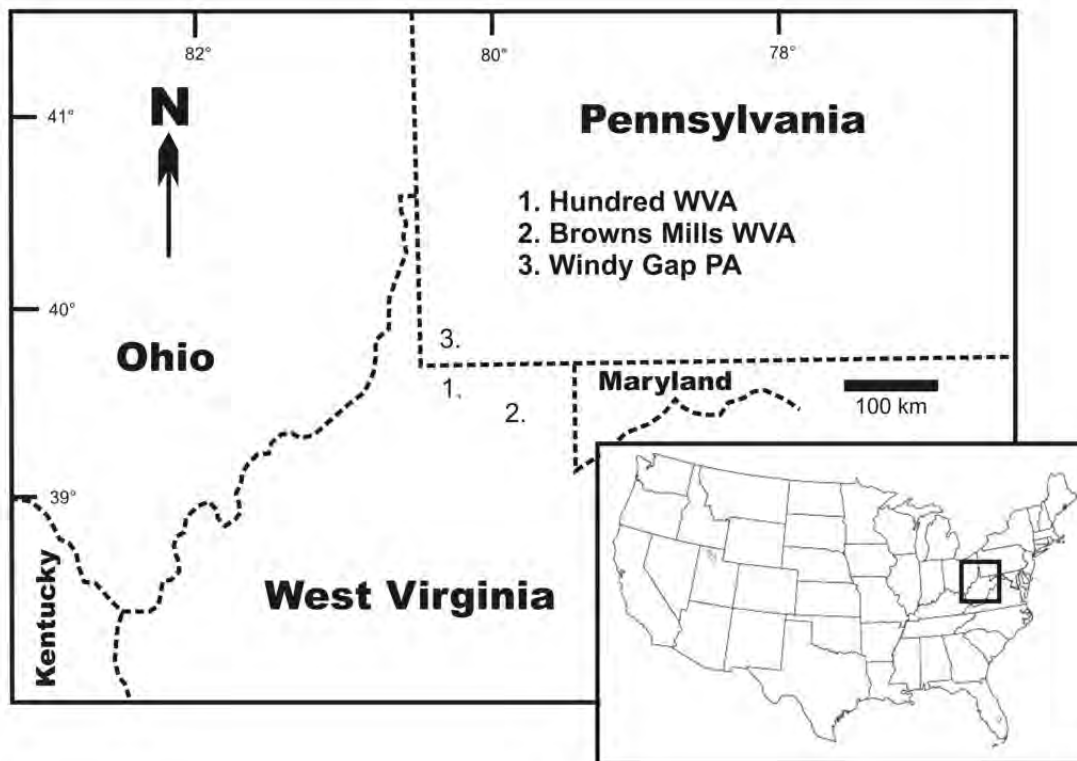 82°
80°
78°
41°
N
Pennsylvania
1. Hundred WVA
2. Browns Mills WVA
3. Windy Gap PA
40°
Ohio
3.
1.
2.
Maryland
100 km
39°
Kentucky
West Virginia